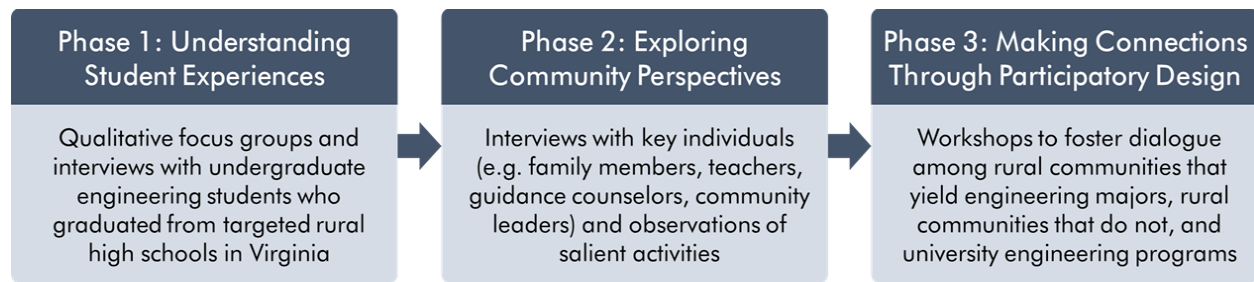 Phase 1: Understanding
Student Experiences
Qualitative focus groups and
interviews with undergraduate
engineering students who
graduated from targeted rural
high schools in Virginia
Phase 2: Exploring
Community Perspectives
Interviews with key individuals
(e.g. family members, teachers,
guidance counselors, community
leaders) and observations of
salient activities
Phase 3: Making Connections
Through Participatory Design
Workshops to foster dialogue
among rural communities that
yield engineering majors, rural
communities that do not, and
university engineering programs